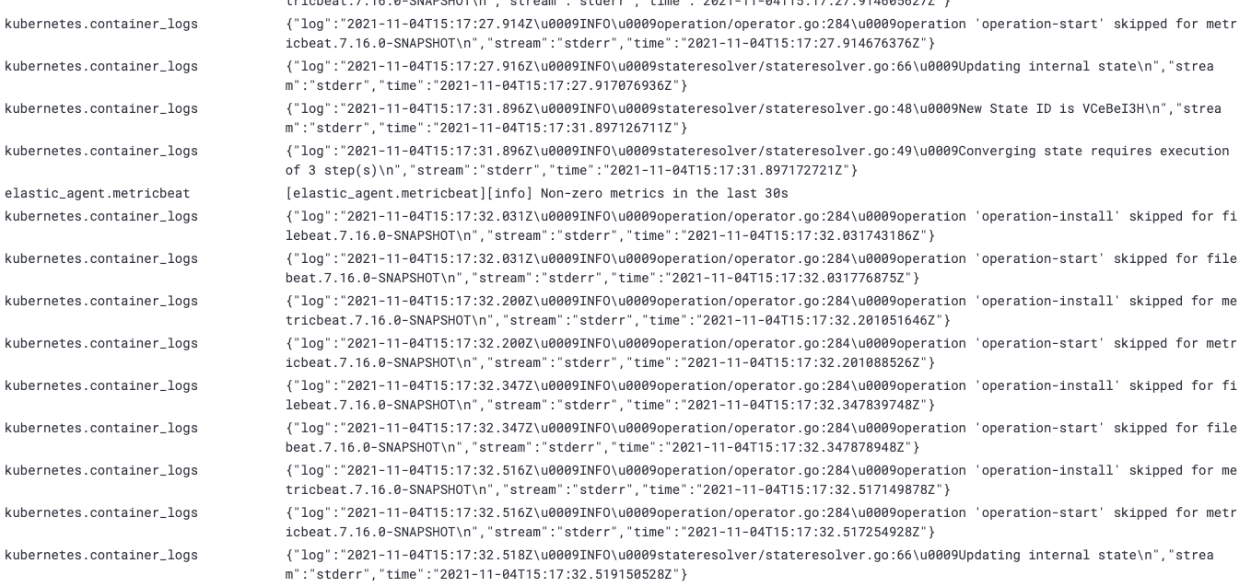 tricbeat.7.16.0-SNAPSHOT\n","stream":"stderr","time":"2021-11-04T15:17:27.914605627Z"}
kubernetes.container_logs {"log":"2021-11-04T15:17:27.914Z\u0009INFO\u0009operation/operator.go:284\u0009operation 'operation-start' skipped for metr
icbeat.7.16.0-SNAPSHOT\n","stream":"stderr","time":"2021-11-04T15:17:27.914676376Z"}
kubernetes.container_logs {"log":"2021-11-04T15:17:27.916Z\u0009INFO\u0009stateresolver/stateresolver.go:66\u0009Updating internal state\n","strea
m":"stderr","time":"2021-11-04T15:17:27.917076936Z"}
kubernetes.container_logs {"log":"2021-11-04T15:17:31.896Z\u0009INFO\u0009stateresolver/stateresolver.go:48\u0009New State ID is VCeBeI3H\n","strea
m":"stderr","time":"2021-11-04T15:17:31.897126711Z"}
kubernetes.container_logs {"log":"2021-11-04T15:17:31.896Z\u0009INFO\u0009stateresolver/stateresolver.go:49\u0009Converging state requires execution
of 3 step(s)\n","stream":"stderr","time":"2021-11-04T15:17:31.897172721Z"}
elastic_agent.metricbeat [elastic_agent.metricbeat][info] Non-zero metrics in the last 30s
kubernetes.container_logs {"log":"2021-11-04T15:17:32.031Z\u0009INFO\u0009operation/operator.go:284\u0009operation 'operation-install' skipped for fi
lebeat.7.16.0-SNAPSHOT\n","stream":"stderr","time":"2021-11-04T15:17:32.031743186Z"}
kubernetes.container_logs {"log":"2021-11-04T15:17:32.031Z\u0009INFO\u0009operation/operator.go:284\u0009operation 'operation-start' skipped for file
beat.7.16.0-SNAPSHOT\n","stream":"stderr","time":"2021-11-04T15:17:32.031776875Z"}
kubernetes.container_logs {"log":"2021-11-04T15:17:32.200Z\u0009INFO\u0009operation/operator.go:284\u0009operation 'operation-install' skipped for me
tricbeat.7.16.0-SNAPSHOT\n","stream":"stderr","time":"2021-11-04T15:17:32.201051646Z"}
kubernetes.container_logs {"log":"2021-11-04T15:17:32.200Z\u0009INFO\u0009operation/operator.go:284\u0009operation 'operation-start' skipped for metr
icbeat.7.16.0-SNAPSHOT\n","stream":"stderr","time":"2021-11-04T15:17:32.201088526Z"}
kubernetes.container_logs {"log":"2021-11-04T15:17:32.347Z\u0009INFO\u0009operation/operator.go:284\u0009operation 'operation-install' skipped for fi
lebeat.7.16.0-SNAPSHOT\n","stream":"stderr","time":"2021-11-04T15:17:32.347839748Z"}
kubernetes.container_logs {"log":"2021-11-04T15:17:32.347Z\u0009INFO\u0009operation/operator.go:284\u0009operation 'operation-start' skipped for file
beat.7.16.0-SNAPSHOT\n","stream":"stderr","time":"2021-11-04T15:17:32.347878948Z"}
kubernetes.container_logs {"log":"2021-11-04T15:17:32.516Z\u0009INFO\u0009operation/operator.go:284\u0009operation 'operation-install' skipped for me
tricbeat.7.16.0-SNAPSHOT\n","stream":"stderr","time":"2021-11-04T15:17:32.517149878Z"}
kubernetes.container_logs {"log":"2021-11-04T15:17:32.516Z\u0009INFO\u0009operation/operator.go:284\u0009operation 'operation-start' skipped for metr
icbeat.7.16.0-SNAPSHOT\n","stream":"stderr","time":"2021-11-04T15:17:32.517254928Z"}
kubernetes.container_logs {"log":"2021-11-04T15:17:32.518Z\u0009INFO\u0009stateresolver/stateresolver.go:66\u0009Updating internal state\n","strea
m":"stderr","time":"2021-11-04T15:17:32.519150528Z"}